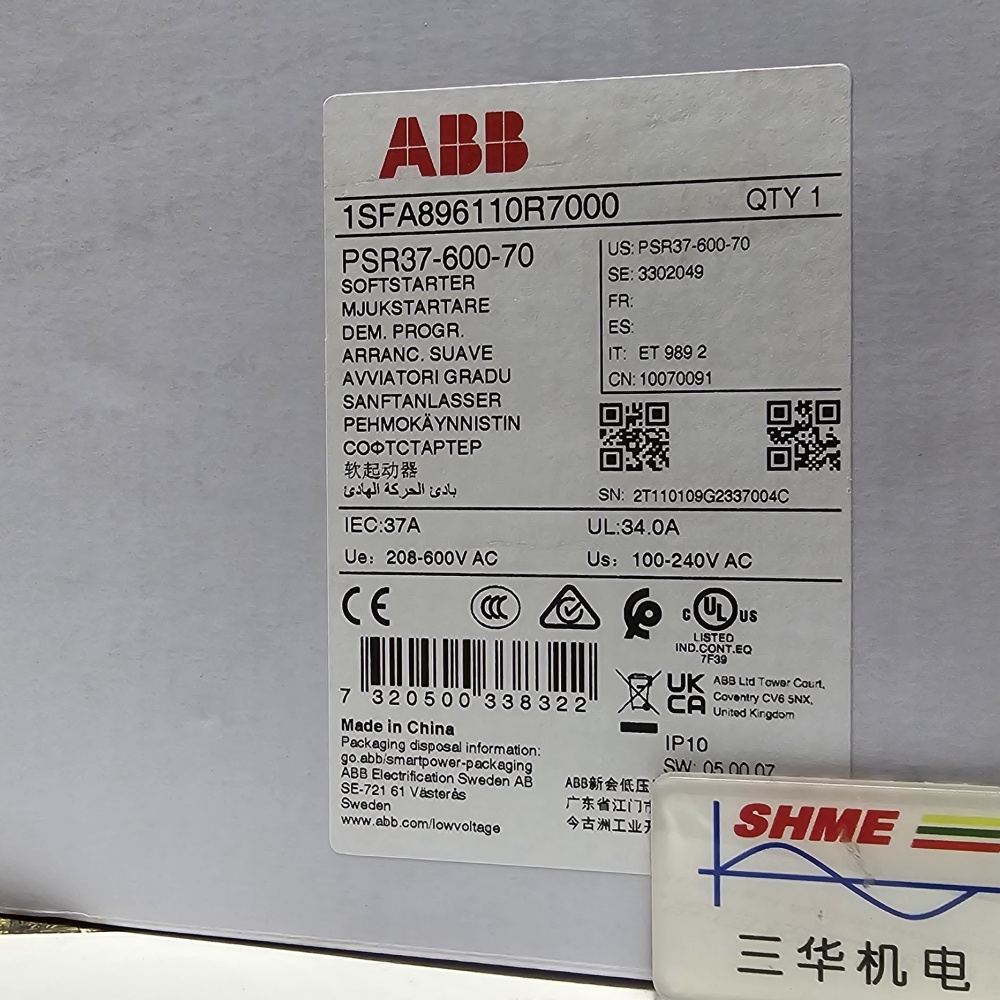 ABB
1SFA896110R7000
QTY 1
PSR37-600-70
SOFTSTARTER
MJUKSTARTARE
DEM. PROGR.
ARRANC. SUAVE
AVVIATORI GRADU
SANFTANLASSER
PEHMOKÄYNNISTIN
СОФТСТАРТЕР
软起动器
بادئ الحركة الهادئ
US: PSR37-600-70
SE: 3302049
FR:
ES:
IT: ET 989 2
CN: 10070091
SN: 2T110109G2337004C
IEC:37A
UL:34.0A
Ue: 208-600V AC
Us: 100-240V AC
CE
CCC
C UL US
LISTED
IND.CONT.EQ
7F39
7 320500 338322
UK
CA
ABB Ltd Tower Court,
Coventry CV6 5NX,
United Kingdom
Made in China
Packaging disposal information:
go.abb/smartpower-packaging
ABB Electrification Sweden AB
SE-721 61 Västerås
Sweden
www.abb.com/lowvoltage
IP10
SW: 05.00.07
ABB新会低压
广东省江门市
今古洲工业开
SHME
三华机电